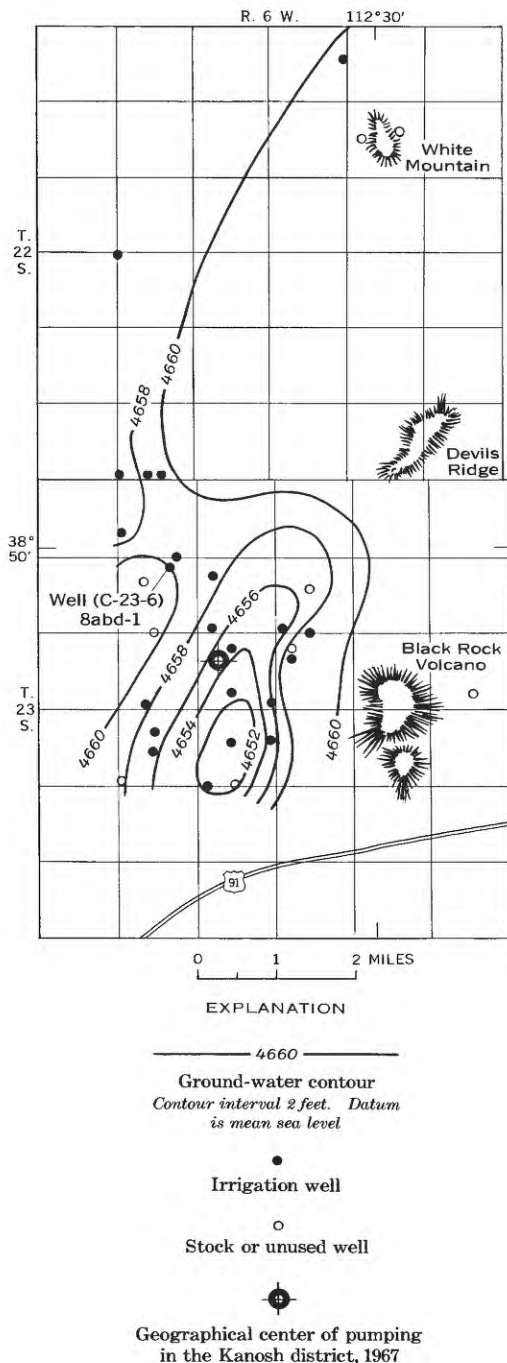 R. 6 W. 112°30′
White
Mountain
T.
22
S.
4660
4658
Devils
Ridge
38°
50′
Well (C-23-6)
8abd-1
4656
4658
Black Rock
Volcano
T.
23
S.
4660
4654
4652
4660
91
0 1 2 MILES
EXPLANATION
4660
Ground-water contour
Contour interval 2 feet. Datum
is mean sea level
Irrigation well
Stock or unused well
Geographical center of pumping
in the Kanosh district, 1967